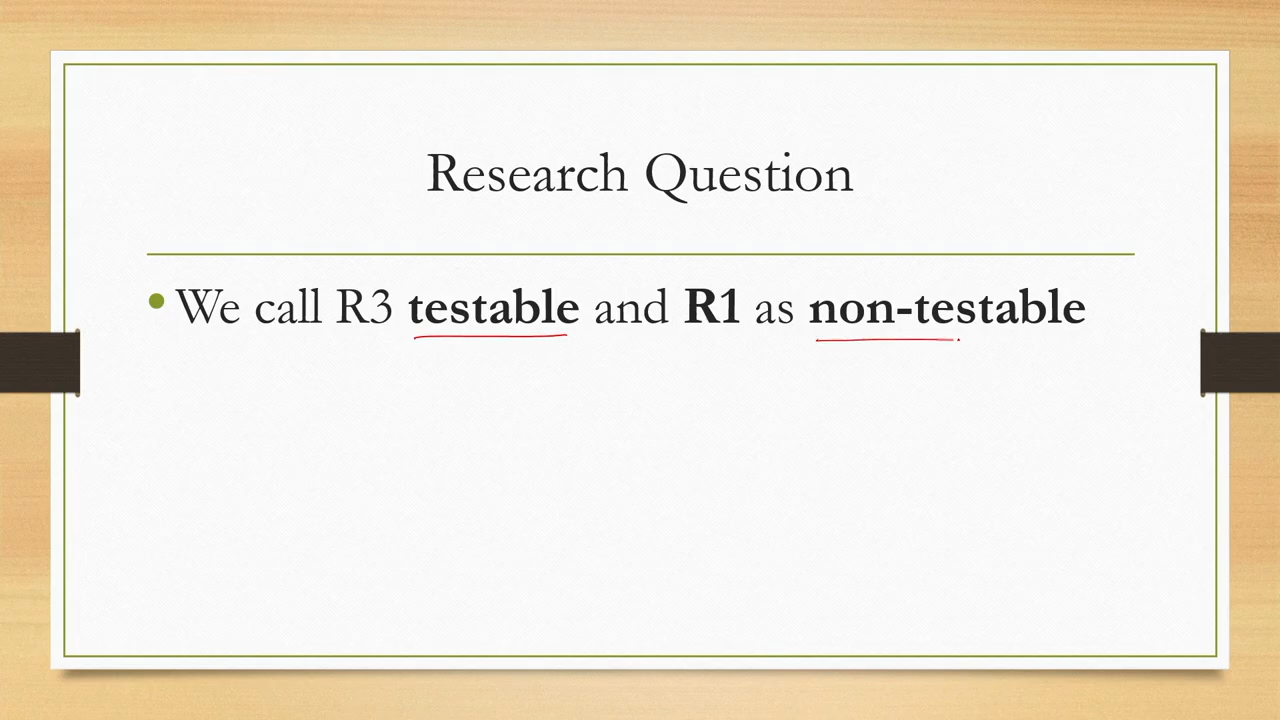 Research Question
• We call R3 testable and R1 as non-testable